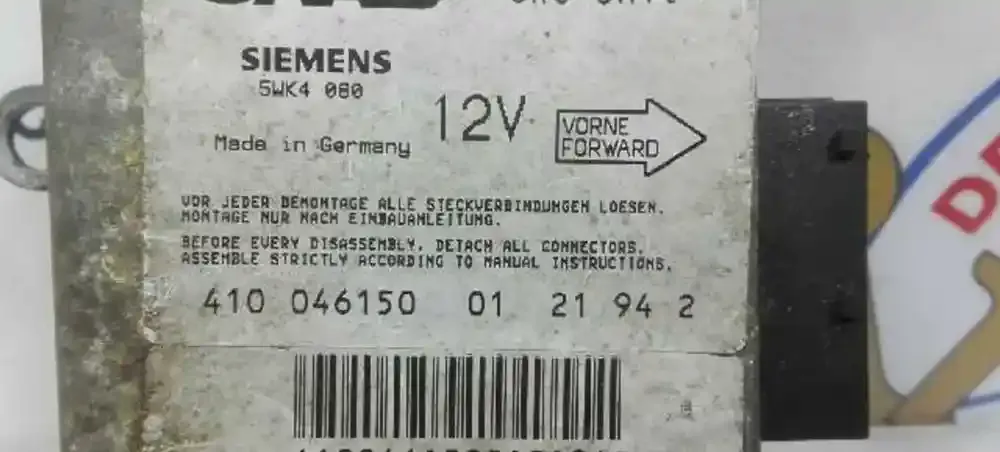 SIEMENS
5WK4 080
12V
VORNE
FORWARD
Made in Germany
VOR JEDER DEMONTAGE ALLE STECKVERBINDUNGEN LOESEN.
MONTAGE NUR NACH EINBAUANLEITUNG.
BEFORE EVERY DISASSEMBLY, DETACH ALL CONNECTORS.
ASSEMBLE STRICTLY ACCORDING TO MANUAL INSTRUCTIONS.
410 046150 01 21 94 2